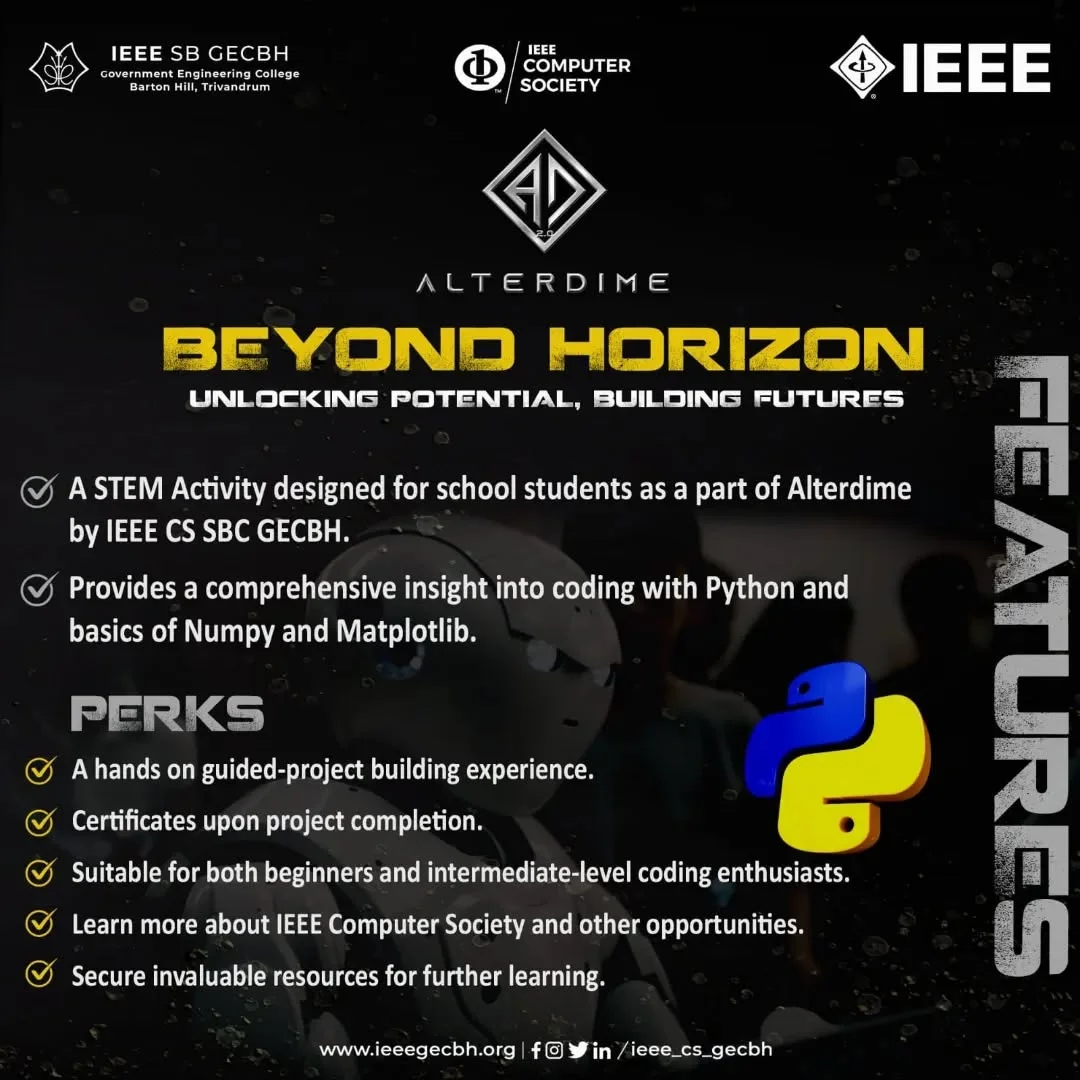 IEEE SB GECBH
Government Engineering College
Barton Hill, Trivandrum
IEEE
COMPUTER
SOCIETY
TM
IEEE
®
AD
2.0
ALTERDIME
BEYOND HORIZON
UNLOCKING POTENTIAL, BUILDING FUTURES
FEATURES
A STEM Activity designed for school students as a part of Alterdime
by IEEE CS SBC GECBH.
Provides a comprehensive insight into coding with Python and
basics of Numpy and Matplotlib.
PERKS
A hands on guided-project building experience.
Certificates upon project completion.
Suitable for both beginners and intermediate-level coding enthusiasts.
Learn more about IEEE Computer Society and other opportunities.
Secure invaluable resources for further learning.
www.ieeegecbh.org | /ieee_cs_gecbh